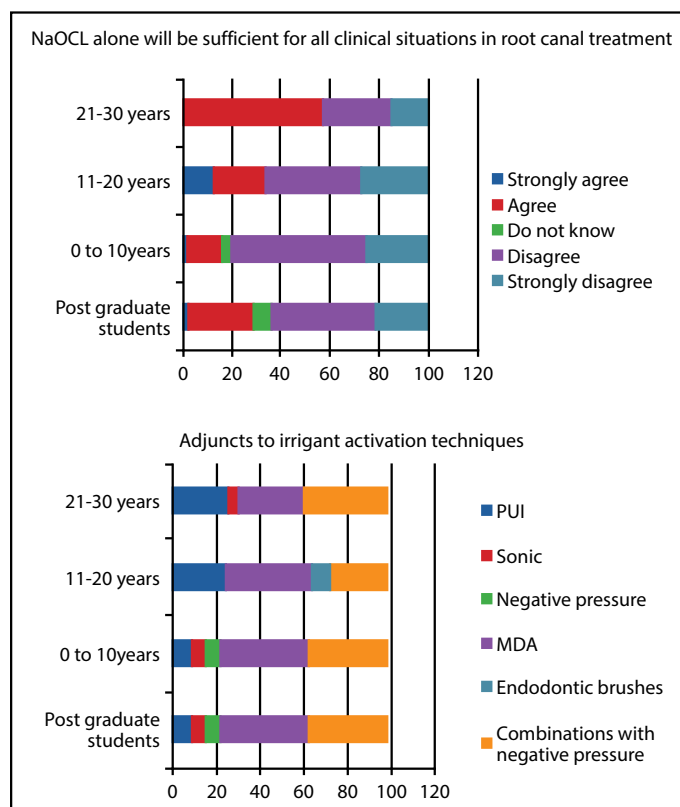 NaOCL alone will be sufficient for all clinical situations in root canal treatment
21-30 years
11-20 years
0 to 10years
Post graduate
students
0 20 40 60 80 100 120
Strongly agree
Agree
Do not know
Disagree
Strongly disagree
Adjuncts to irrigant activation techniques
21-30 years
11-20 years
0 to 10years
Post graduate
students
0 20 40 60 80 100 120
PUI
Sonic
Negative pressure
MDA
Endodontic brushes
Combinations with
negative pressure